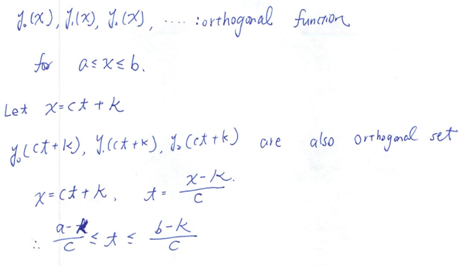 y₀(x), y₁(x), y₂(x), ····: orthogonal function
for a ≤ x ≤ b.
Let x = ct + k
y₀(ct+k), y₁(ct+k), y₂(ct+k) are also orthogonal set
x = ct + k, t = (x-k)/c.
∴ (a-k)/c ≤ t ≤ (b-k)/c